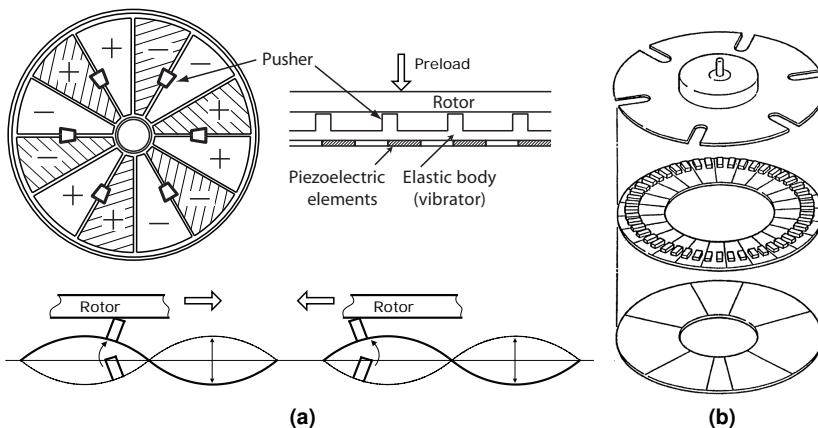 + −
+ −
− +
− +
+ −
+ −
Pusher
Preload
Rotor
Piezoelectric
elements
Elastic body
(vibrator)
Rotor
Rotor
(a)
(b)